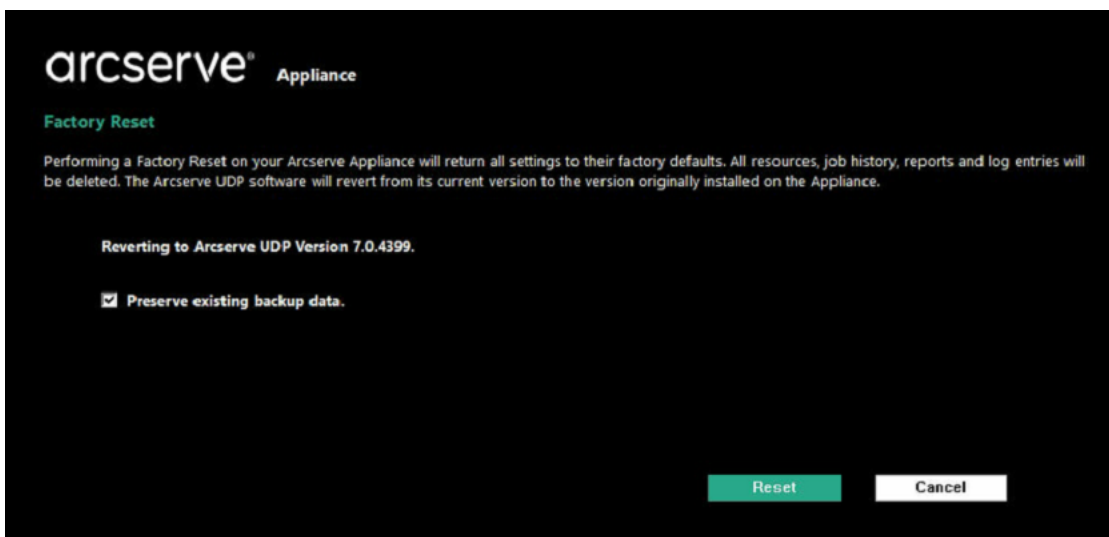 arcserve® Appliance
Factory Reset
Performing a Factory Reset on your Arcserve Appliance will return all settings to their factory defaults. All resources, job history, reports and log entries will
be deleted. The Arcserve UDP software will revert from its current version to the version originally installed on the Appliance.
Reverting to Arcserve UDP Version 7.0.4399.
Preserve existing backup data.
Reset Cancel